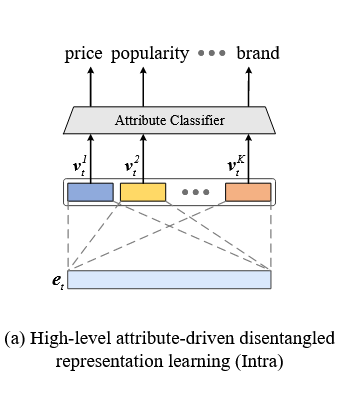 price popularity ••• brand
Attribute Classifier
v_t^1 v_t^2 v_t^K
•••
e_t
(a) High-level attribute-driven disentangled
representation learning (Intra)